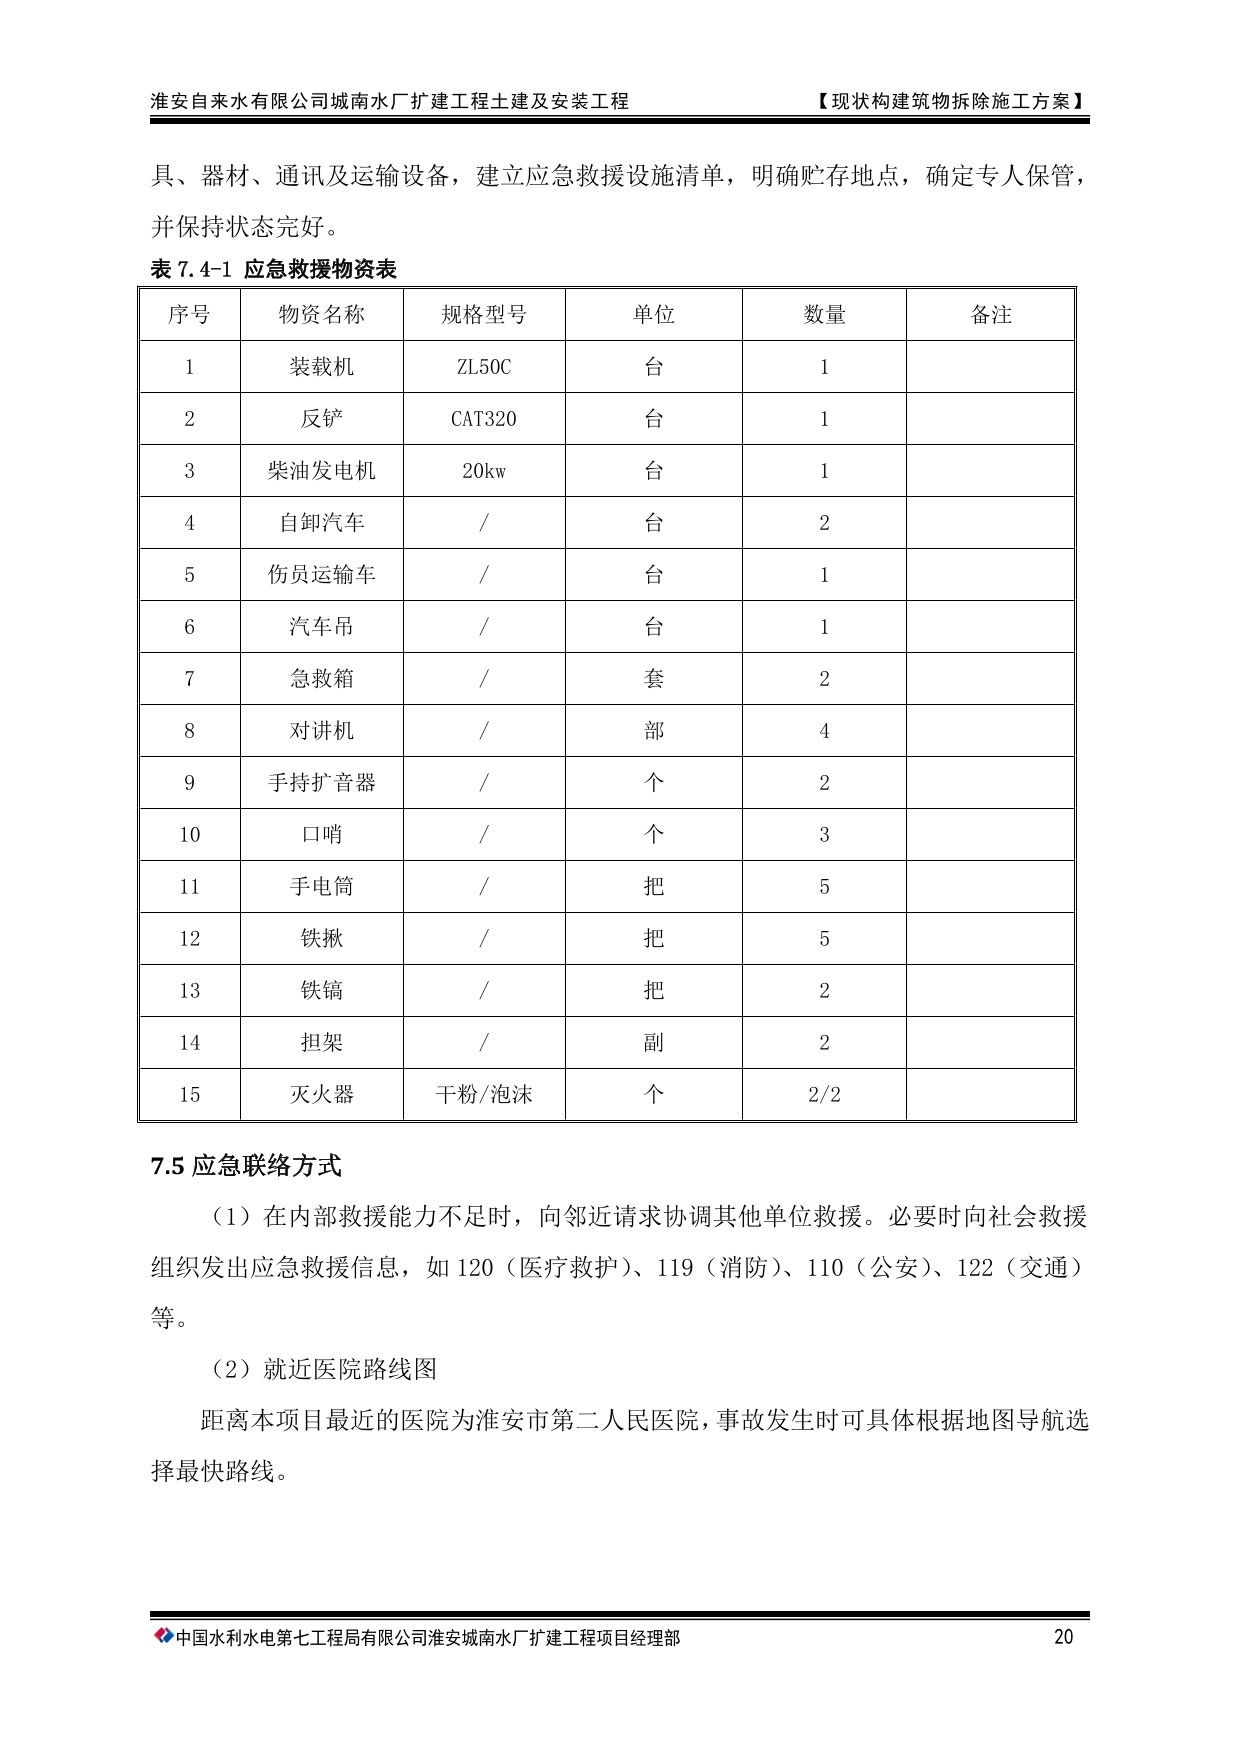 淮安自来水有限公司城南水厂扩建工程土建及安装工程 【现状构建筑物拆除施工方案】
具、器材、通讯及运输设备，建立应急救援设施清单，明确贮存地点，确定专人保管，
并保持状态完好。
表 7.4-1 应急救援物资表
序号 物资名称 规格型号 单位 数量 备注
1 装载机 ZL50C 台 1
2 反铲 CAT320 台 1
3 柴油发电机 20kw 台 1
4 自卸汽车 / 台 2
5 伤员运输车 / 台 1
6 汽车吊 / 台 1
7 急救箱 / 套 2
8 对讲机 / 部 4
9 手持扩音器 / 个 2
10 口哨 / 个 3
11 手电筒 / 把 5
12 铁揪 / 把 5
13 铁镐 / 把 2
14 担架 / 副 2
15 灭火器 干粉/泡沫 个 2/2
7.5 应急联络方式
（1）在内部救援能力不足时，向邻近请求协调其他单位救援。必要时向社会救援
组织发出应急救援信息，如 120（医疗救护）、119（消防）、110（公安）、122（交通）
等。
（2）就近医院路线图
距离本项目最近的医院为淮安市第二人民医院，事故发生时可具体根据地图导航选
择最快路线。
中国水利水电第七工程局有限公司淮安城南水厂扩建工程项目经理部 20